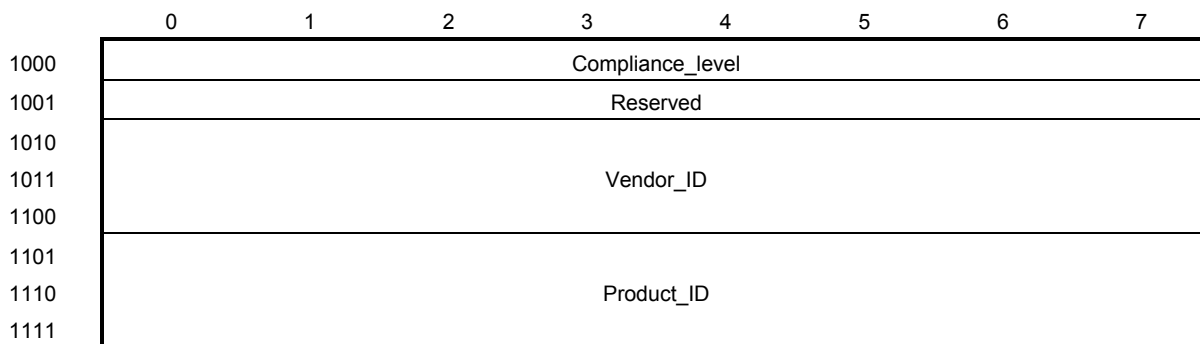 0 1 2 3 4 5 6 7
1000 Compliance_level
1001 Reserved
1010
1011 Vendor_ID
1100
1101
1110 Product_ID
1111